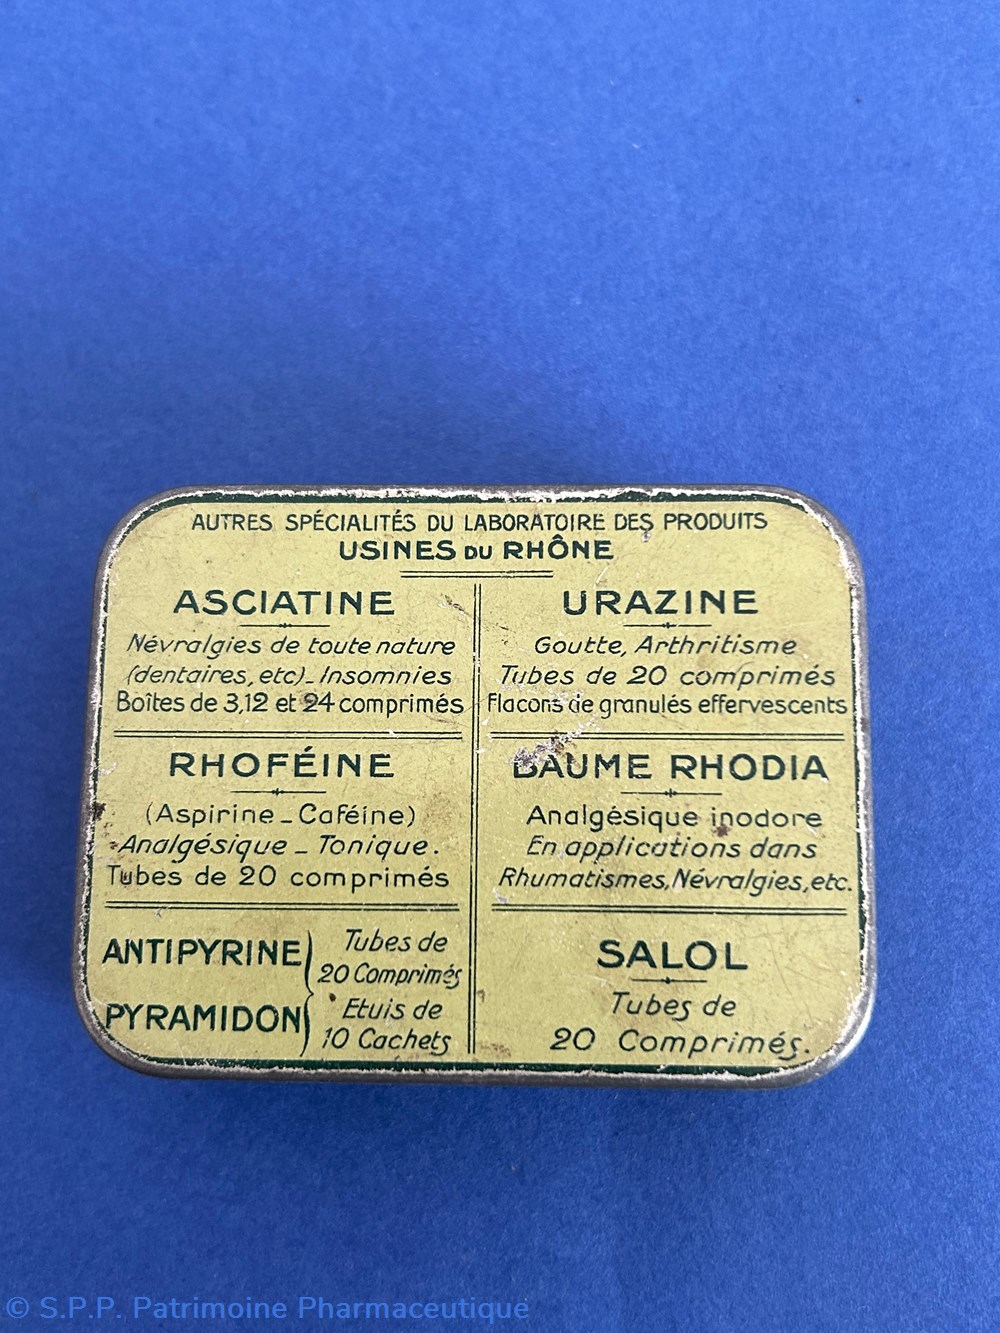 AUTRES SPÉCIALITÉS DU LABORATOIRE DES PRODUITS
USINES DU RHÔNE
ASCIATINE
Névralgies de toute nature
(dentaires, etc)_Insomnies
Boîtes de 3,12 et 24 comprimés
URAZINE
Goutte, Arthritisme
Tubes de 20 comprimés
Flacons de granulés effervescents
RHOFÉINE
(Aspirine_Caféine)
Analgésique _ Tonique.
Tubes de 20 comprimés
BAUME RHODIA
Analgésique inodore
En applications dans
Rhumatismes, Névralgies, etc.
ANTIPYRINE
PYRAMIDON
Tubes de
20 Comprimés
Etuis de
10 Cachets
SALOL
Tubes de
20 Comprimés.
© S.P.P. Patrimoine Pharmaceutique